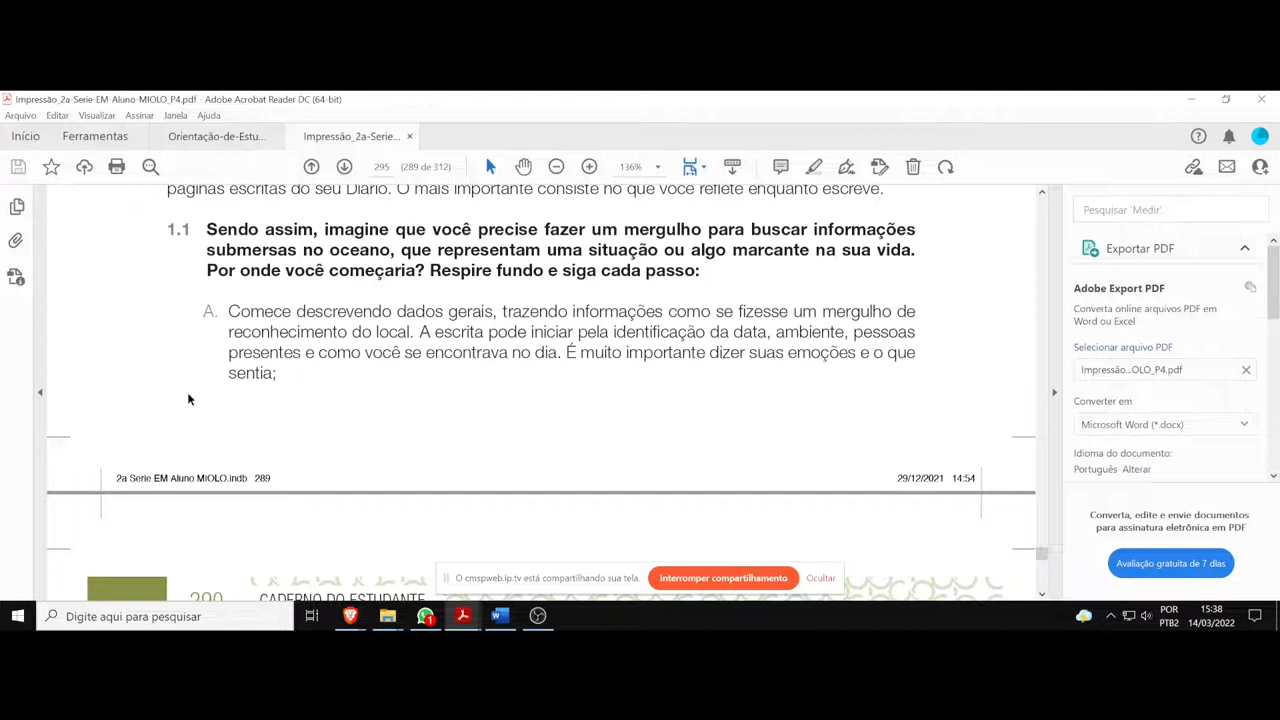 Impressão_2a-Serie-EM-Aluno-MIOLO_P4.pdf - Adobe Acrobat Reader DC (64-bit)
Arquivo Editar Visualizar Assinar Janela Ajuda
Início Ferramentas Orientação-de-Estu... Impressão_2a-Serie... ×
295 (289 de 312) 136%
páginas escritas do seu Diário. O mais importante consiste no que você reflete enquanto escreve.
1.1 Sendo assim, imagine que você precise fazer um mergulho para buscar informações
submersas no oceano, que representam uma situação ou algo marcante na sua vida.
Por onde você começaria? Respire fundo e siga cada passo:
A. Comece descrevendo dados gerais, trazendo informações como se fizesse um mergulho de
reconhecimento do local. A escrita pode iniciar pela identificação da data, ambiente, pessoas
presentes e como você se encontrava no dia. É muito importante dizer suas emoções e o que
sentia;
2a Serie EM Aluno MIOLO.indb 289 29/12/2021 14:54
290 CADERNO DO ESTUDANTE
Pesquisar 'Medir'
Exportar PDF
Adobe Export PDF
Converta online arquivos PDF em
Word ou Excel
Selecionar arquivo PDF
Impressão...OLO_P4.pdf
Converter em
Microsoft Word (*.docx)
Idioma do documento:
Português Alterar
Converta, edite e envie documentos
para assinatura eletrônica em PDF
Avaliação gratuita de 7 dias
O cmspweb.ip.tv está compartilhando sua tela. Interromper compartilhamento Ocultar
Digite aqui para pesquisar
1
POR
PTB2
15:38
14/03/2022